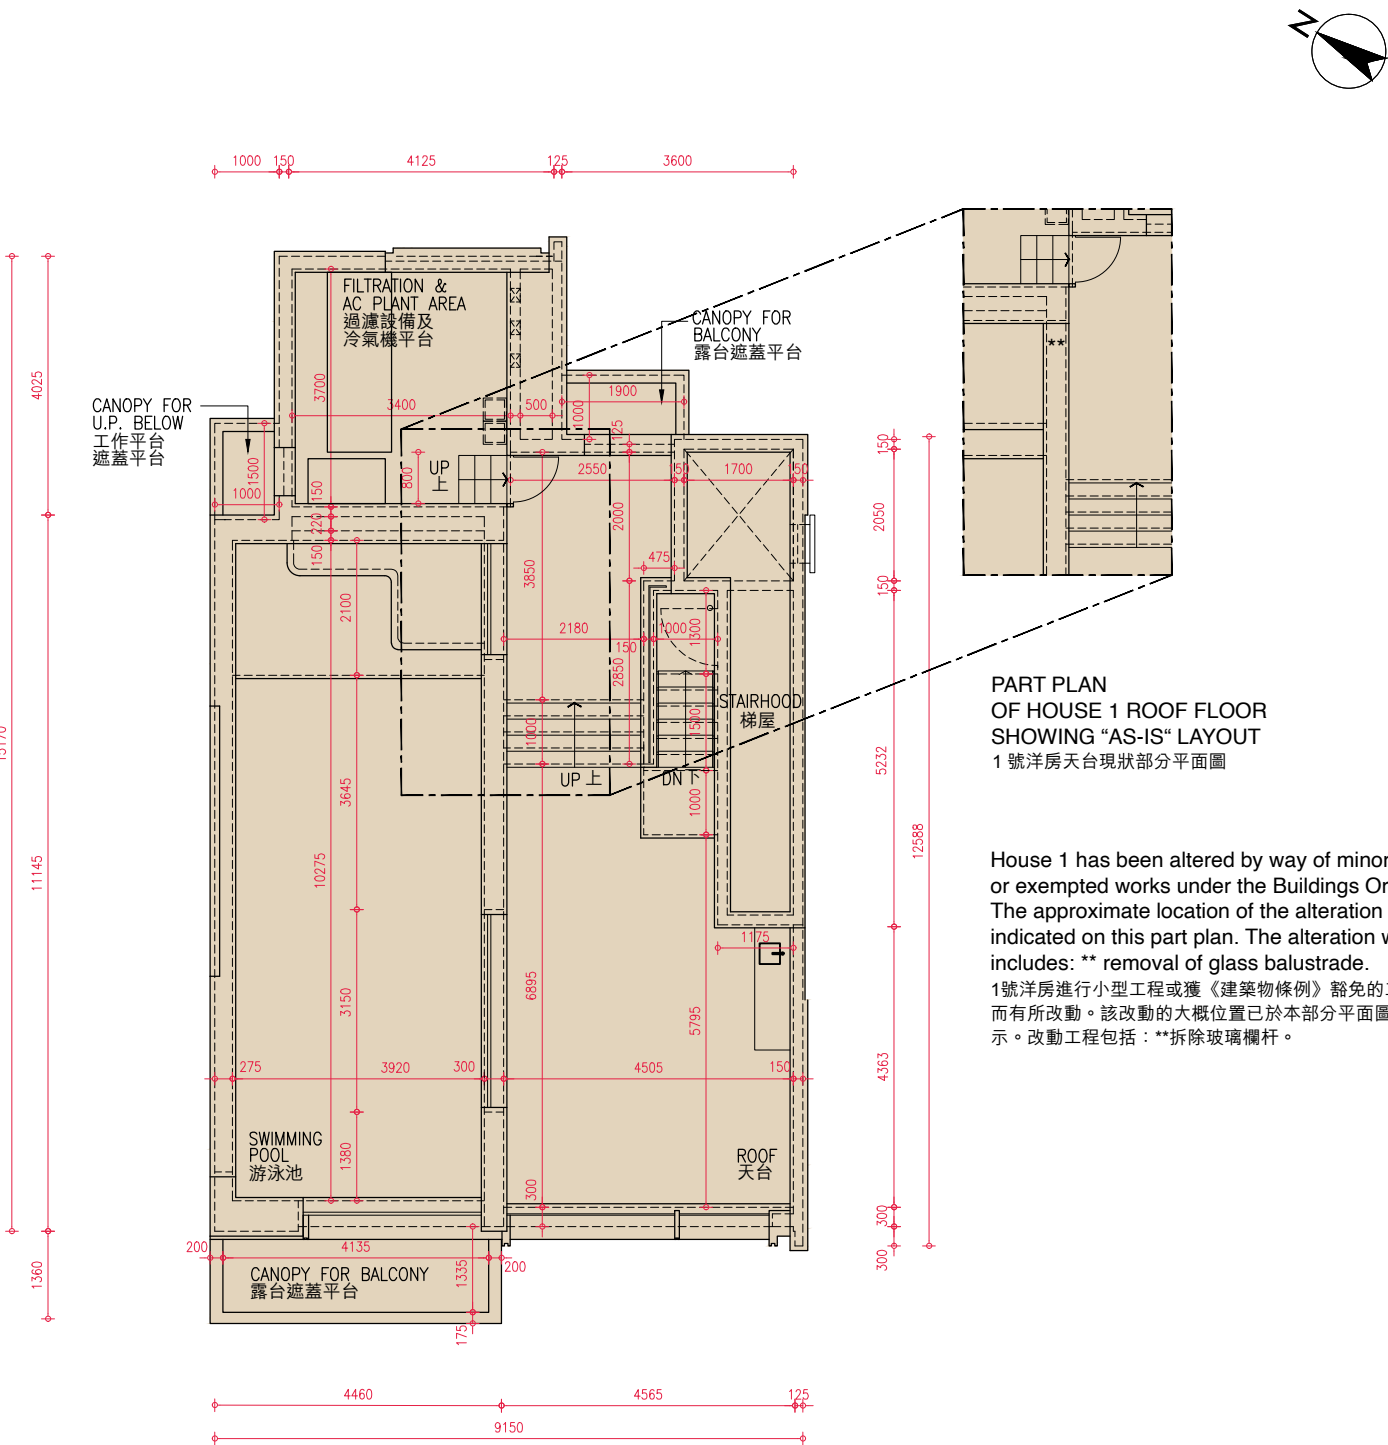 N
1000 150 4125 125 3600
FILTRATION &
AC PLANT AREA
過濾設備及
冷氣機平台
CANOPY FOR
BALCONY
露台遮蓋平台
CANOPY FOR
U.P. BELOW
工作平台
遮蓋平台
4025
3700
3400
500
1900
1000
125
**
UP
上
800
1500
1000
150
220
150
2550
150
1700
150
2000
475
3850
2100
2180
150
1000
1300
2850
150
2050
150
STAIRHOOD
梯屋
1500
1000
UP 上
DN 下
1000
PART PLAN
OF HOUSE 1 ROOF FLOOR
SHOWING “AS-IS“ LAYOUT
1 號洋房天台現狀部分平面圖
15170
11145
3645
10275
5232
12588
House 1 has been altered by way of minor
or exempted works under the Buildings Or
The approximate location of the alteration
indicated on this part plan. The alteration w
includes: ** removal of glass balustrade.
1號洋房進行小型工程或獲《建築物條例》豁免的
而有所改動。該改動的大概位置已於本部分平面圖
示。改動工程包括：**拆除玻璃欄杆。
1175
6895
3150
5795
275
3920
300
4505
150
4363
SWIMMING
POOL
游泳池
1380
ROOF
天台
300
300
300
200
4135
200
1335
CANOPY FOR BALCONY
露台遮蓋平台
1360
175
4460 4565 125
9150